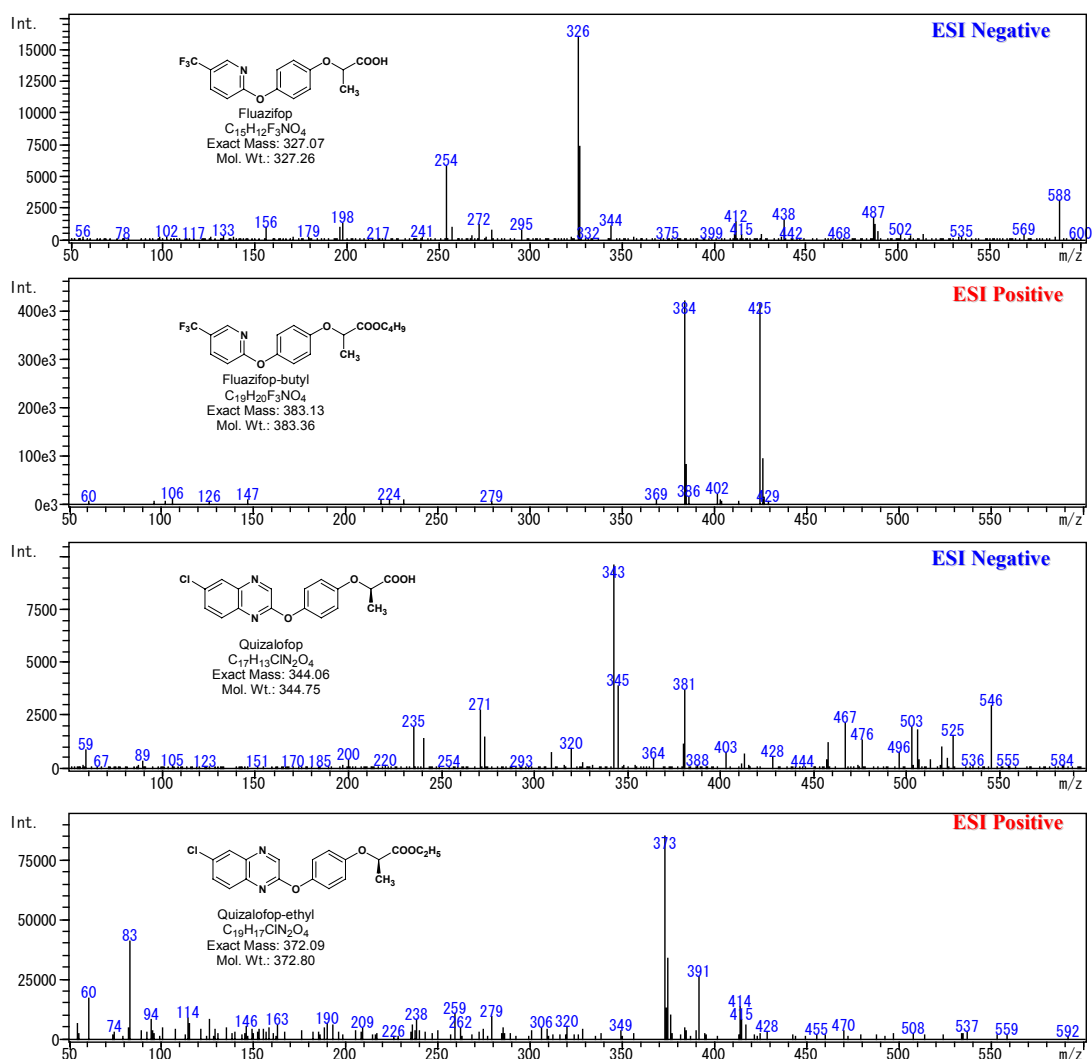 Int.
ESI Negative
15000
12500
10000
7500
5000
2500
0
F₃C
N
O
O
COOH
CH₃
Fluazifop
C₁₅H₁₂F₃NO₄
Exact Mass: 327.07
Mol. Wt.: 327.26
56 78 102 117 133 156 179 198 217 241 254 272 295 326 332 344 375 399 412 415 438 442 468 487 502 535 569 588 600
50 100 150 200 250 300 350 400 450 500 550 m/z
ESI Positive
400e3
300e3
200e3
100e3
0e3
F₃C
N
O
O
COOC₄H₉
CH₃
Fluazifop-butyl
C₁₉H₂₀F₃NO₄
Exact Mass: 383.13
Mol. Wt.: 383.36
60 106 126 147 224 279 369 384 386 402 425 429
50 100 150 200 250 300 350 400 450 500 550 m/z
Int.
ESI Negative
7500
5000
2500
0
Cl
N
N
O
O
COOH
CH₃
Quizalofop
C₁₇H₁₃ClN₂O₄
Exact Mass: 344.06
Mol. Wt.: 344.75
59 67 89 105 123 151 170 185 200 220 235 254 271 293 320 343 345 364 381 388 403 428 444 467 476 496 503 525 536 546 555 584
50 100 150 200 250 300 350 400 450 500 550 m/z
Int.
ESI Positive
75000
50000
25000
0
Cl
N
N
O
O
COOC₂H₅
CH₃
Quizalofop-ethyl
C₁₉H₁₇ClN₂O₄
Exact Mass: 372.09
Mol. Wt.: 372.80
60 74 83 94 114 146 163 190 209 226 238 259 262 279 306 320 349 373 391 414 415 428 455 470 508 537 559 592
50 100 150 200 250 300 350 400 450 500 550 m/z